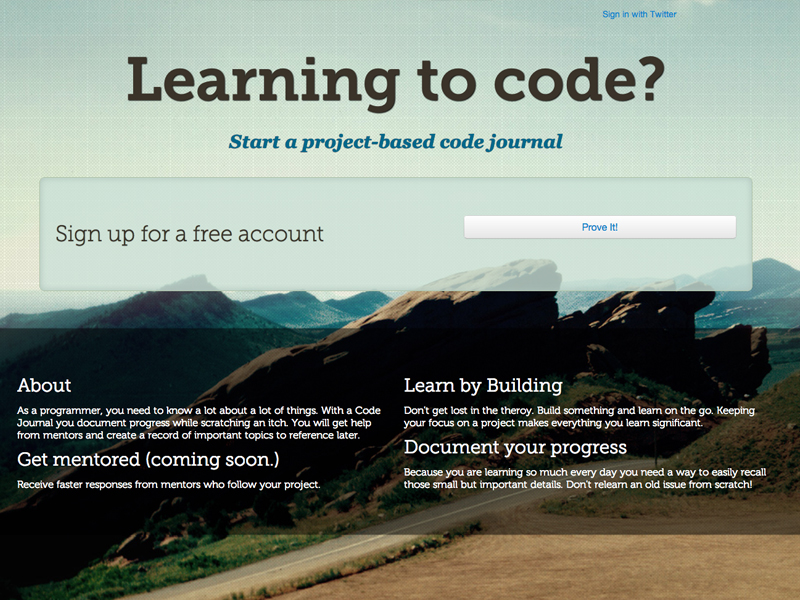 Sign in with Twitter
Learning to code?
Start a project-based code journal
Sign up for a free account
Prove It!
About
As a programmer, you need to know a lot about a lot of things. With a Code
Journal you document progress while scratching an itch. You will get help
from mentors and create a record of important topics to reference later.
Get mentored (coming soon.)
Receive faster responses from mentors who follow your project.
Learn by Building
Don't get lost in the theroy. Build something and learn on the go. Keeping
your focus on a project makes everything you learn significant.
Document your progress
Because you are learning so much every day you need a way to easily recall
those small but important details. Don't relearn an old issue from scratch!